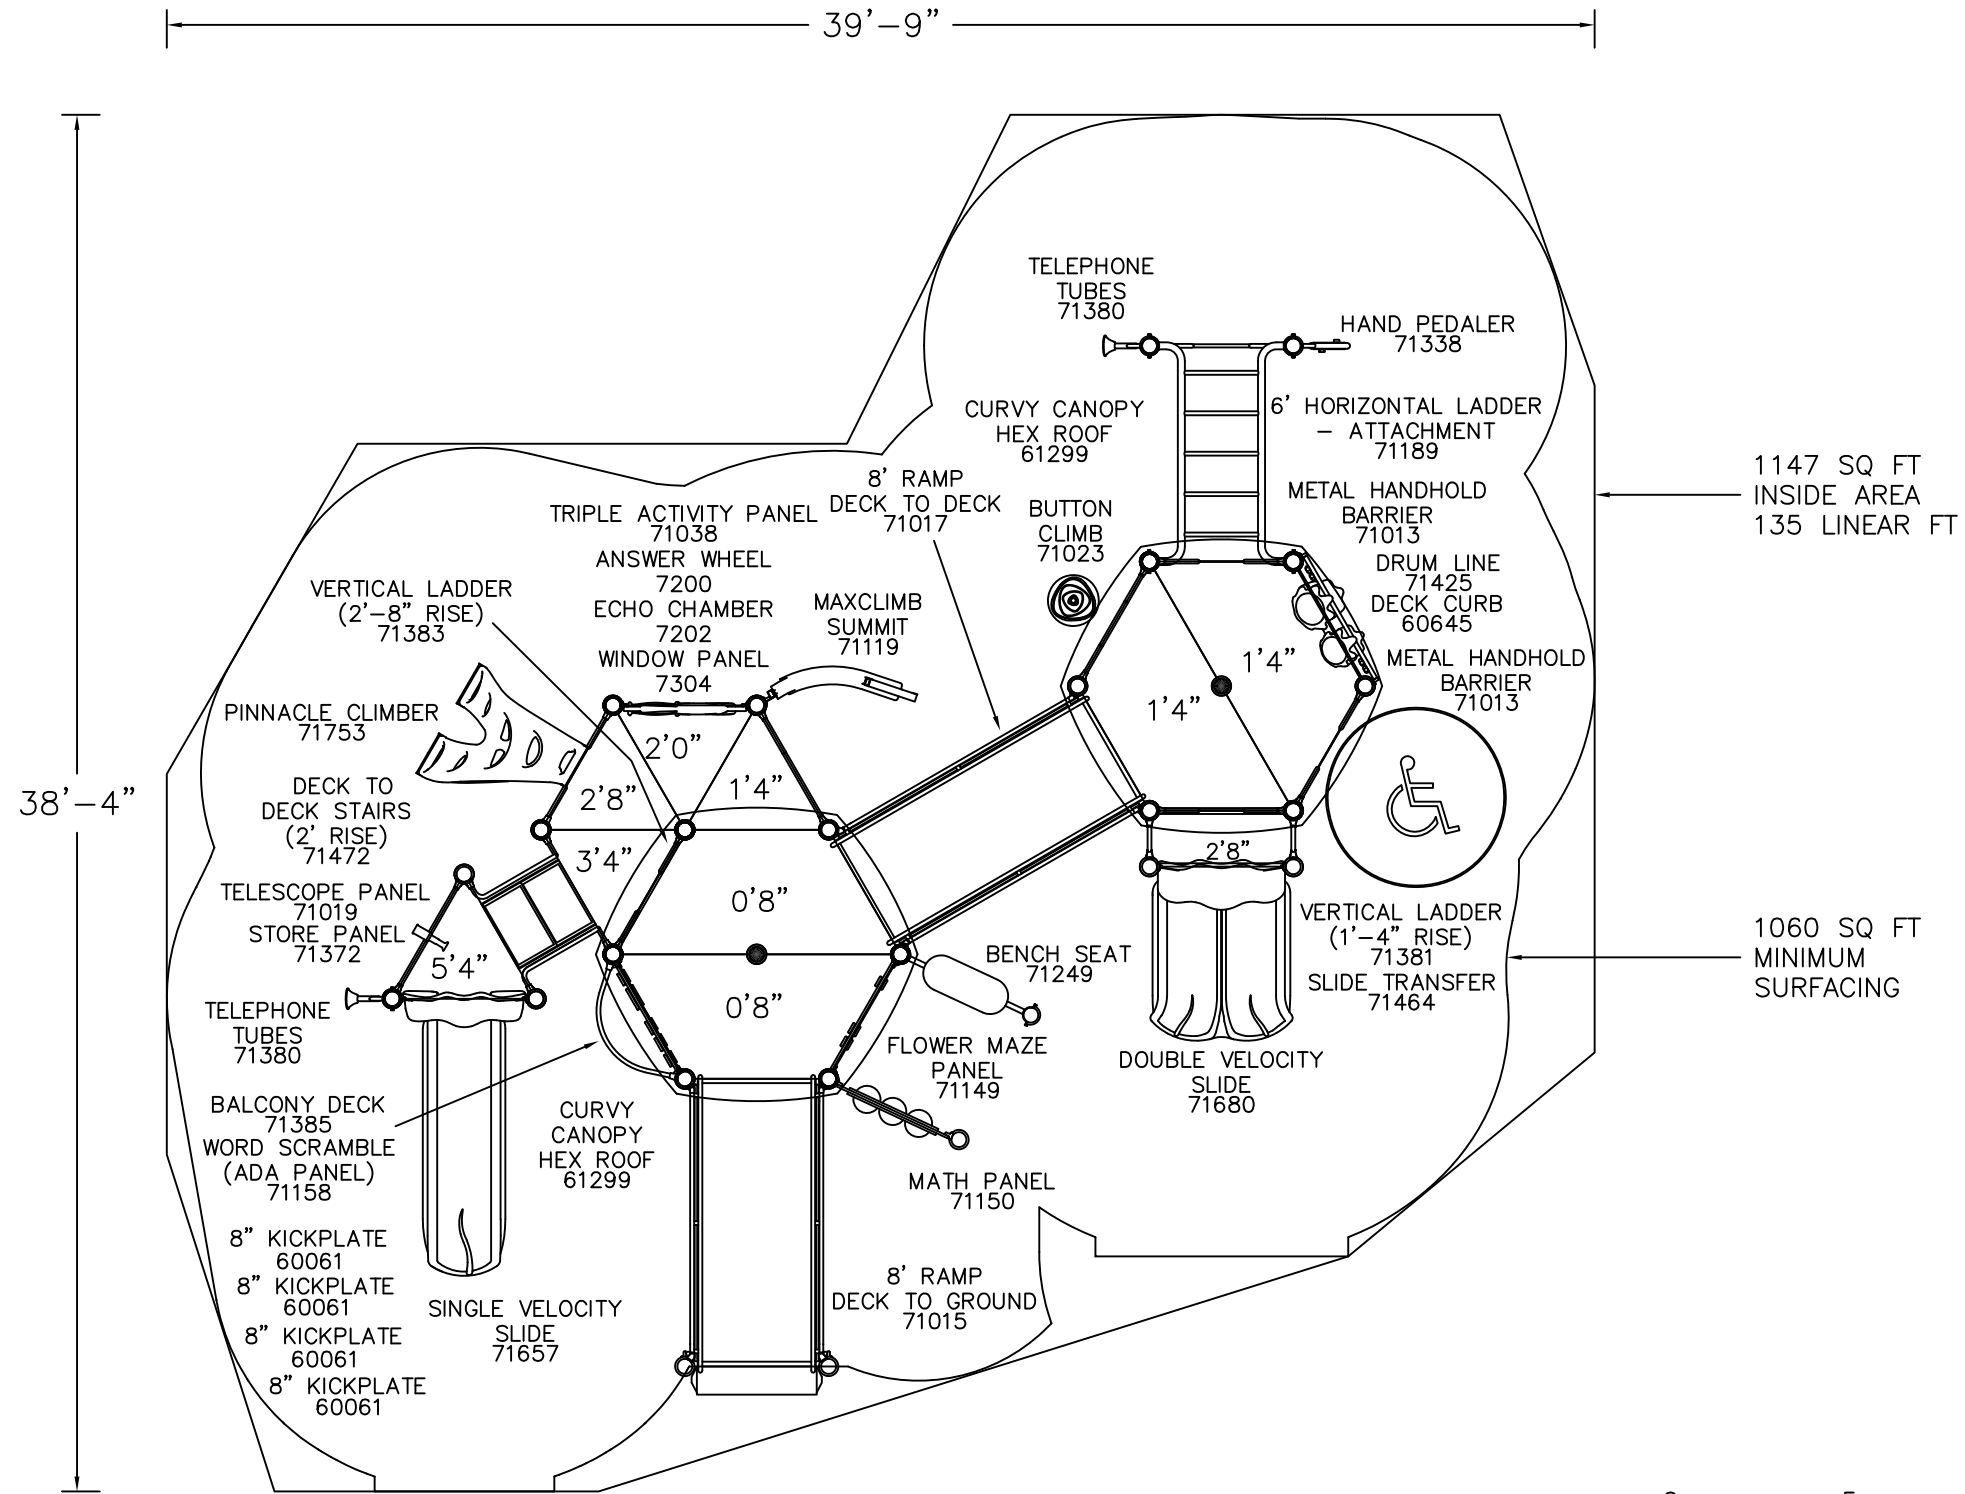 39'-9"
38'-4"
TELEPHONE
TUBES
71380
HAND PEDALER
71338
CURVY CANOPY
HEX ROOF
61299
6' HORIZONTAL LADDER
- ATTACHMENT
71189
1147 SQ FT
INSIDE AREA
135 LINEAR FT
8' RAMP
DECK TO DECK
71017
BUTTON
CLIMB
71023
METAL HANDHOLD
BARRIER
71013
DRUM LINE
71425
DECK CURB
60645
METAL HANDHOLD
BARRIER
71013
TRIPLE ACTIVITY PANEL
71038
ANSWER WHEEL
7200
ECHO CHAMBER
7202
WINDOW PANEL
7304
VERTICAL LADDER
(2'-8" RISE)
71383
MAXCLIMB
SUMMIT
71119
1'4"
1'4"
PINNACLE CLIMBER
71753
2'0"
2'8"
1'4"
DECK TO
DECK STAIRS
(2' RISE)
71472
3'4"
2'8"
0'8"
TELESCOPE PANEL
71019
STORE PANEL
71372
5'4"
0'8"
BENCH SEAT
71249
VERTICAL LADDER
(1'-4" RISE)
71381
SLIDE TRANSFER
71464
1060 SQ FT
MINIMUM
SURFACING
TELEPHONE
TUBES
71380
FLOWER MAZE
PANEL
71149
DOUBLE VELOCITY
SLIDE
71680
BALCONY DECK
71385
WORD SCRAMBLE
(ADA PANEL)
71158
CURVY
CANOPY
HEX ROOF
61299
MATH PANEL
71150
8" KICKPLATE
60061
8" KICKPLATE
60061
8" KICKPLATE
60061
8" KICKPLATE
60061
SINGLE VELOCITY
SLIDE
71657
8' RAMP
DECK TO GROUND
71015